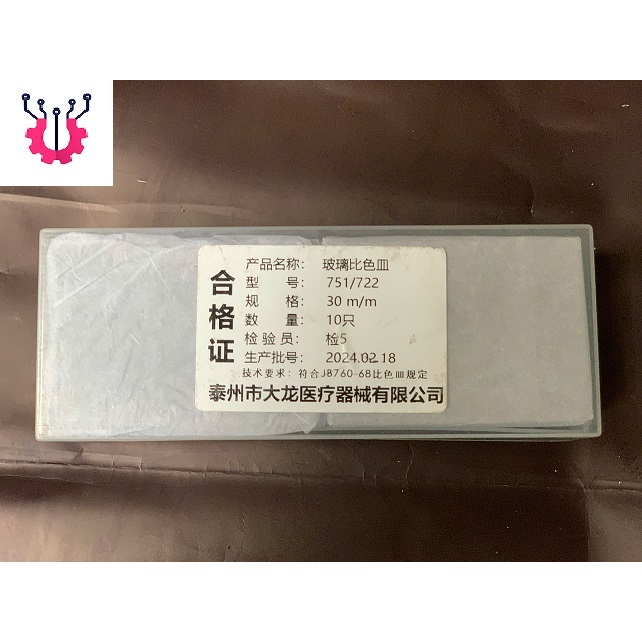 合格证
产品名称： 玻璃比色皿
型 号： 751/722
规 格： 30 m/m
数 量： 10只
检 验 员： 检5
生产批号： 2024.02.18
技术要求：符合JB760-68比色皿规定
泰州市大龙医疗器械有限公司